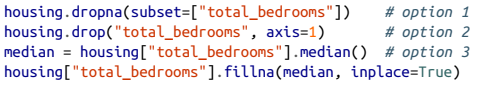 housing.dropna(subset=["total_bedrooms"])    # option 1
housing.drop("total_bedrooms", axis=1)       # option 2
median = housing["total_bedrooms"].median()  # option 3
housing["total_bedrooms"].fillna(median, inplace=True)